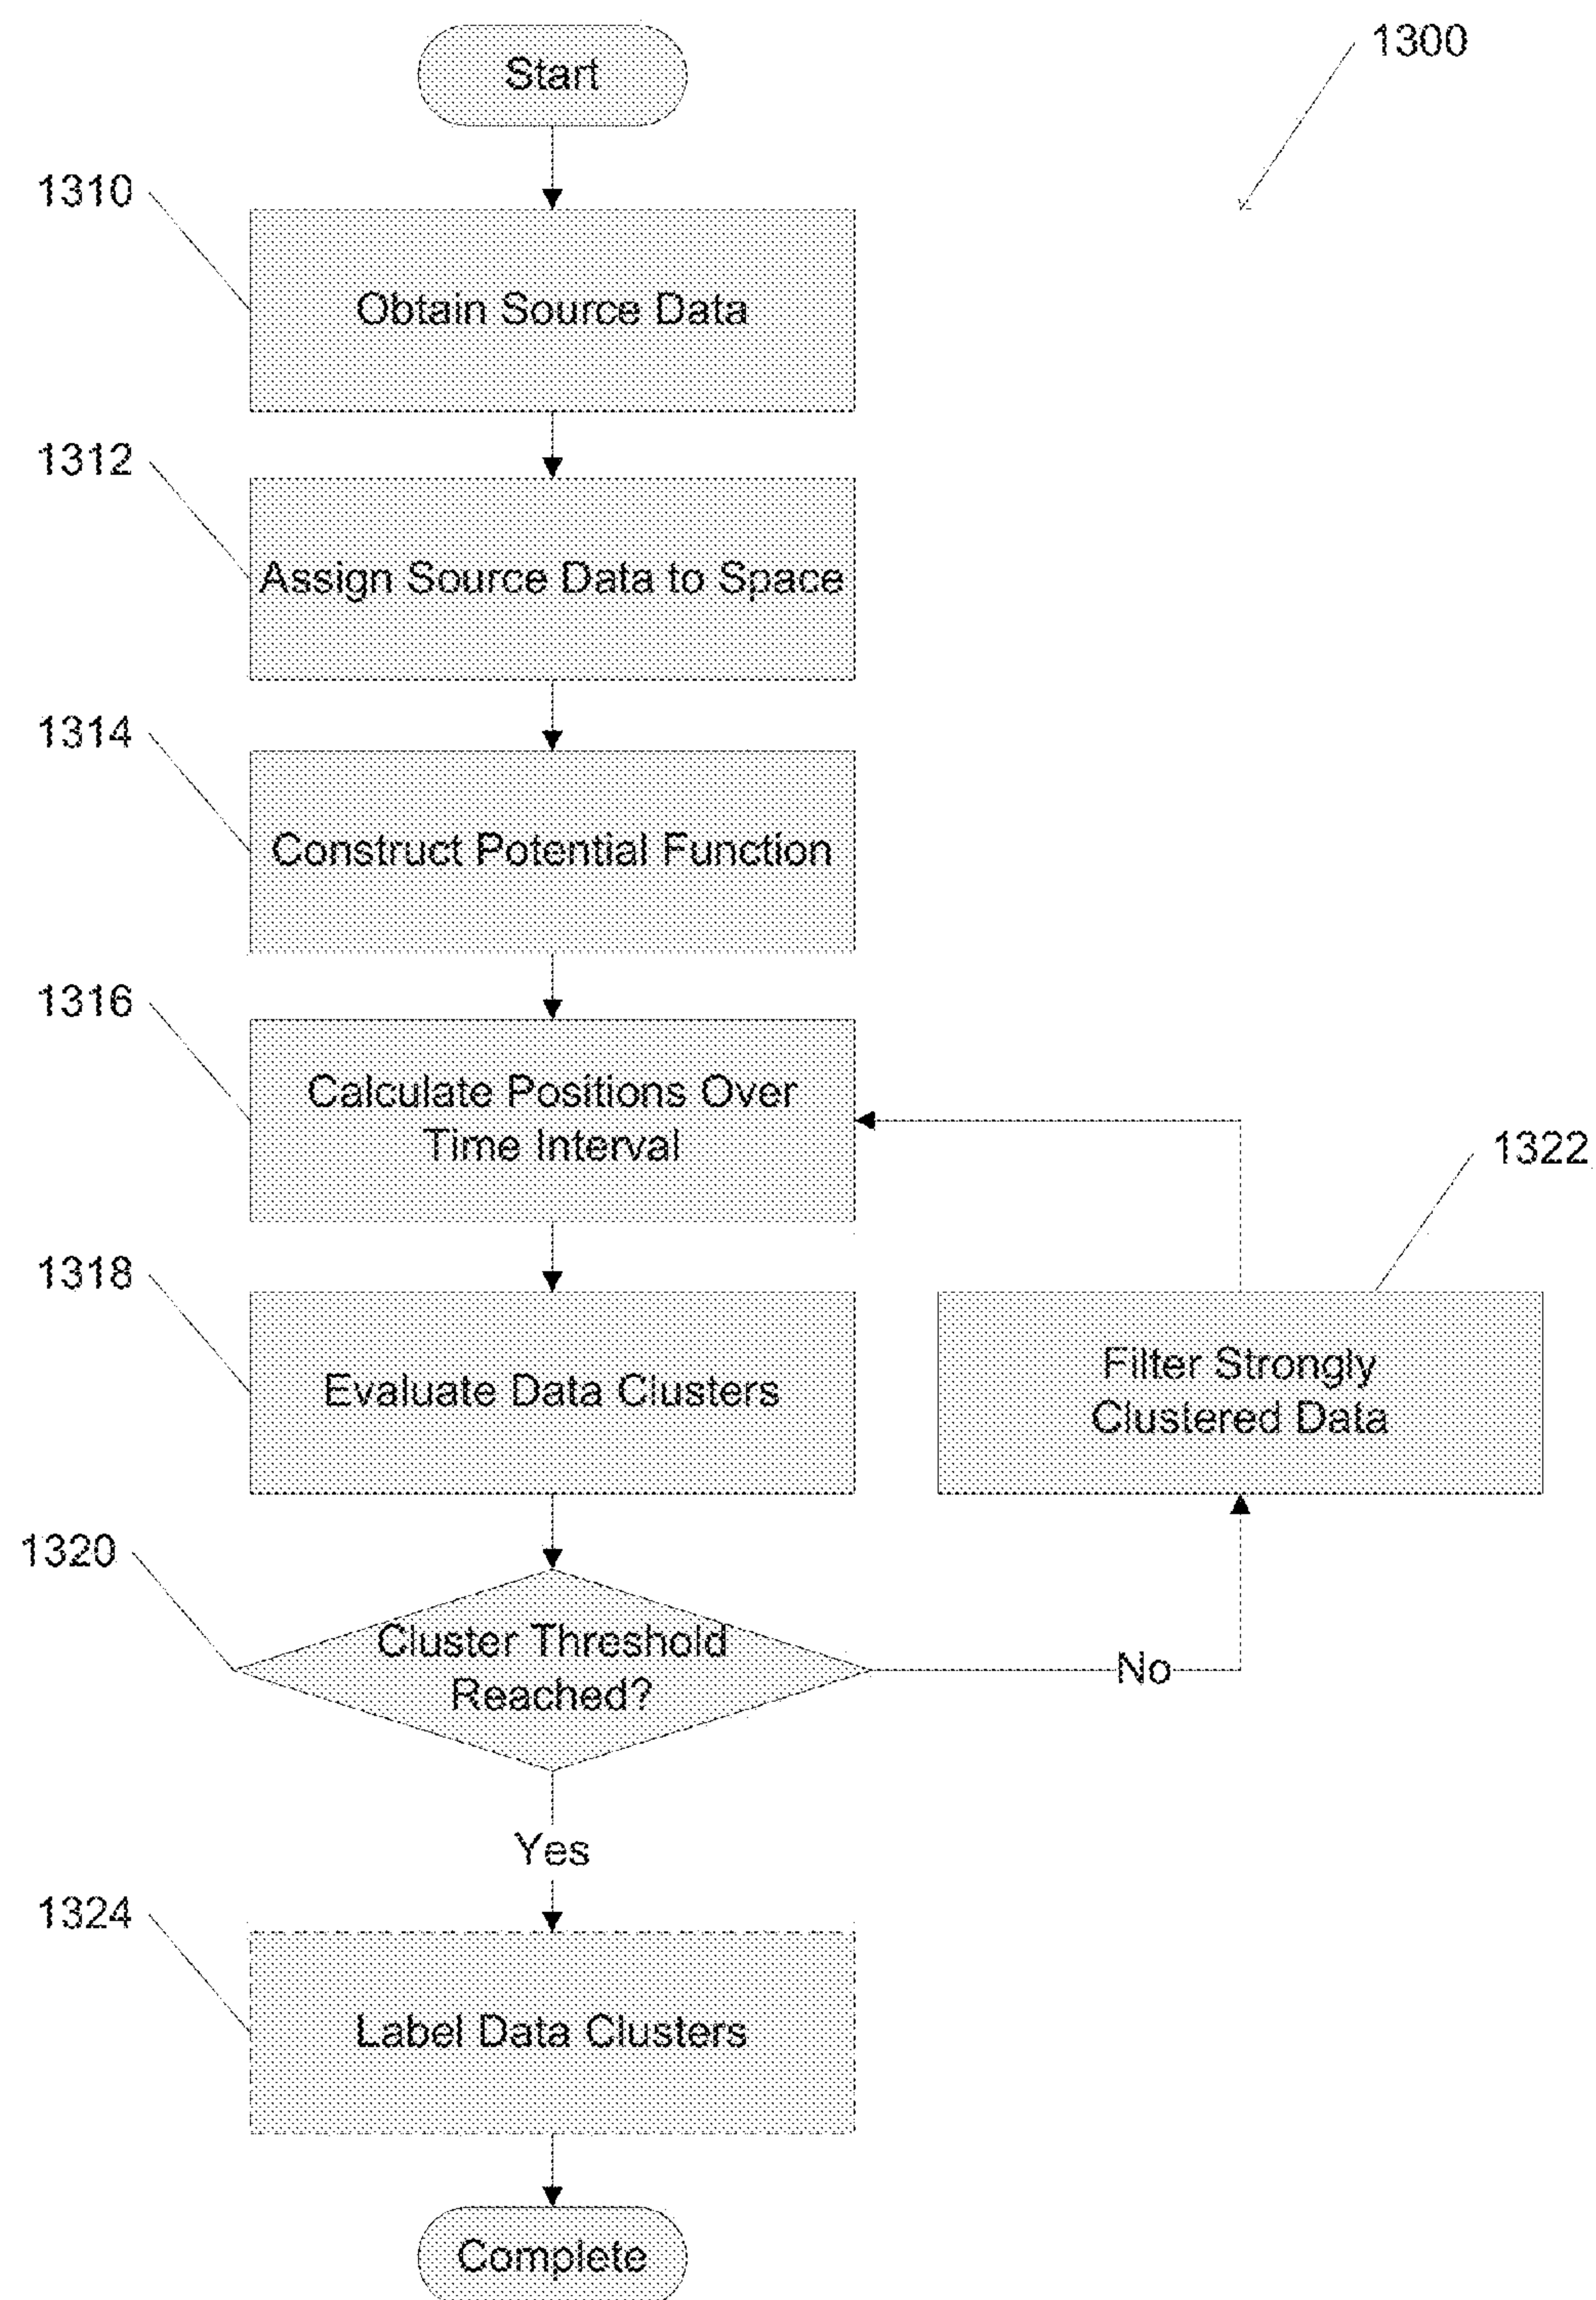 Start
1300
1310
Obtain Source Data
1312
Assign Source Data to Space
1314
Construct Potential Function
1316
Calculate Positions Over
Time Interval
1322
1318
Evaluate Data Clusters
Filter Strongly
Clustered Data
1320
Cluster Threshold
Reached?
No
Yes
1324
Label Data Clusters
Complete